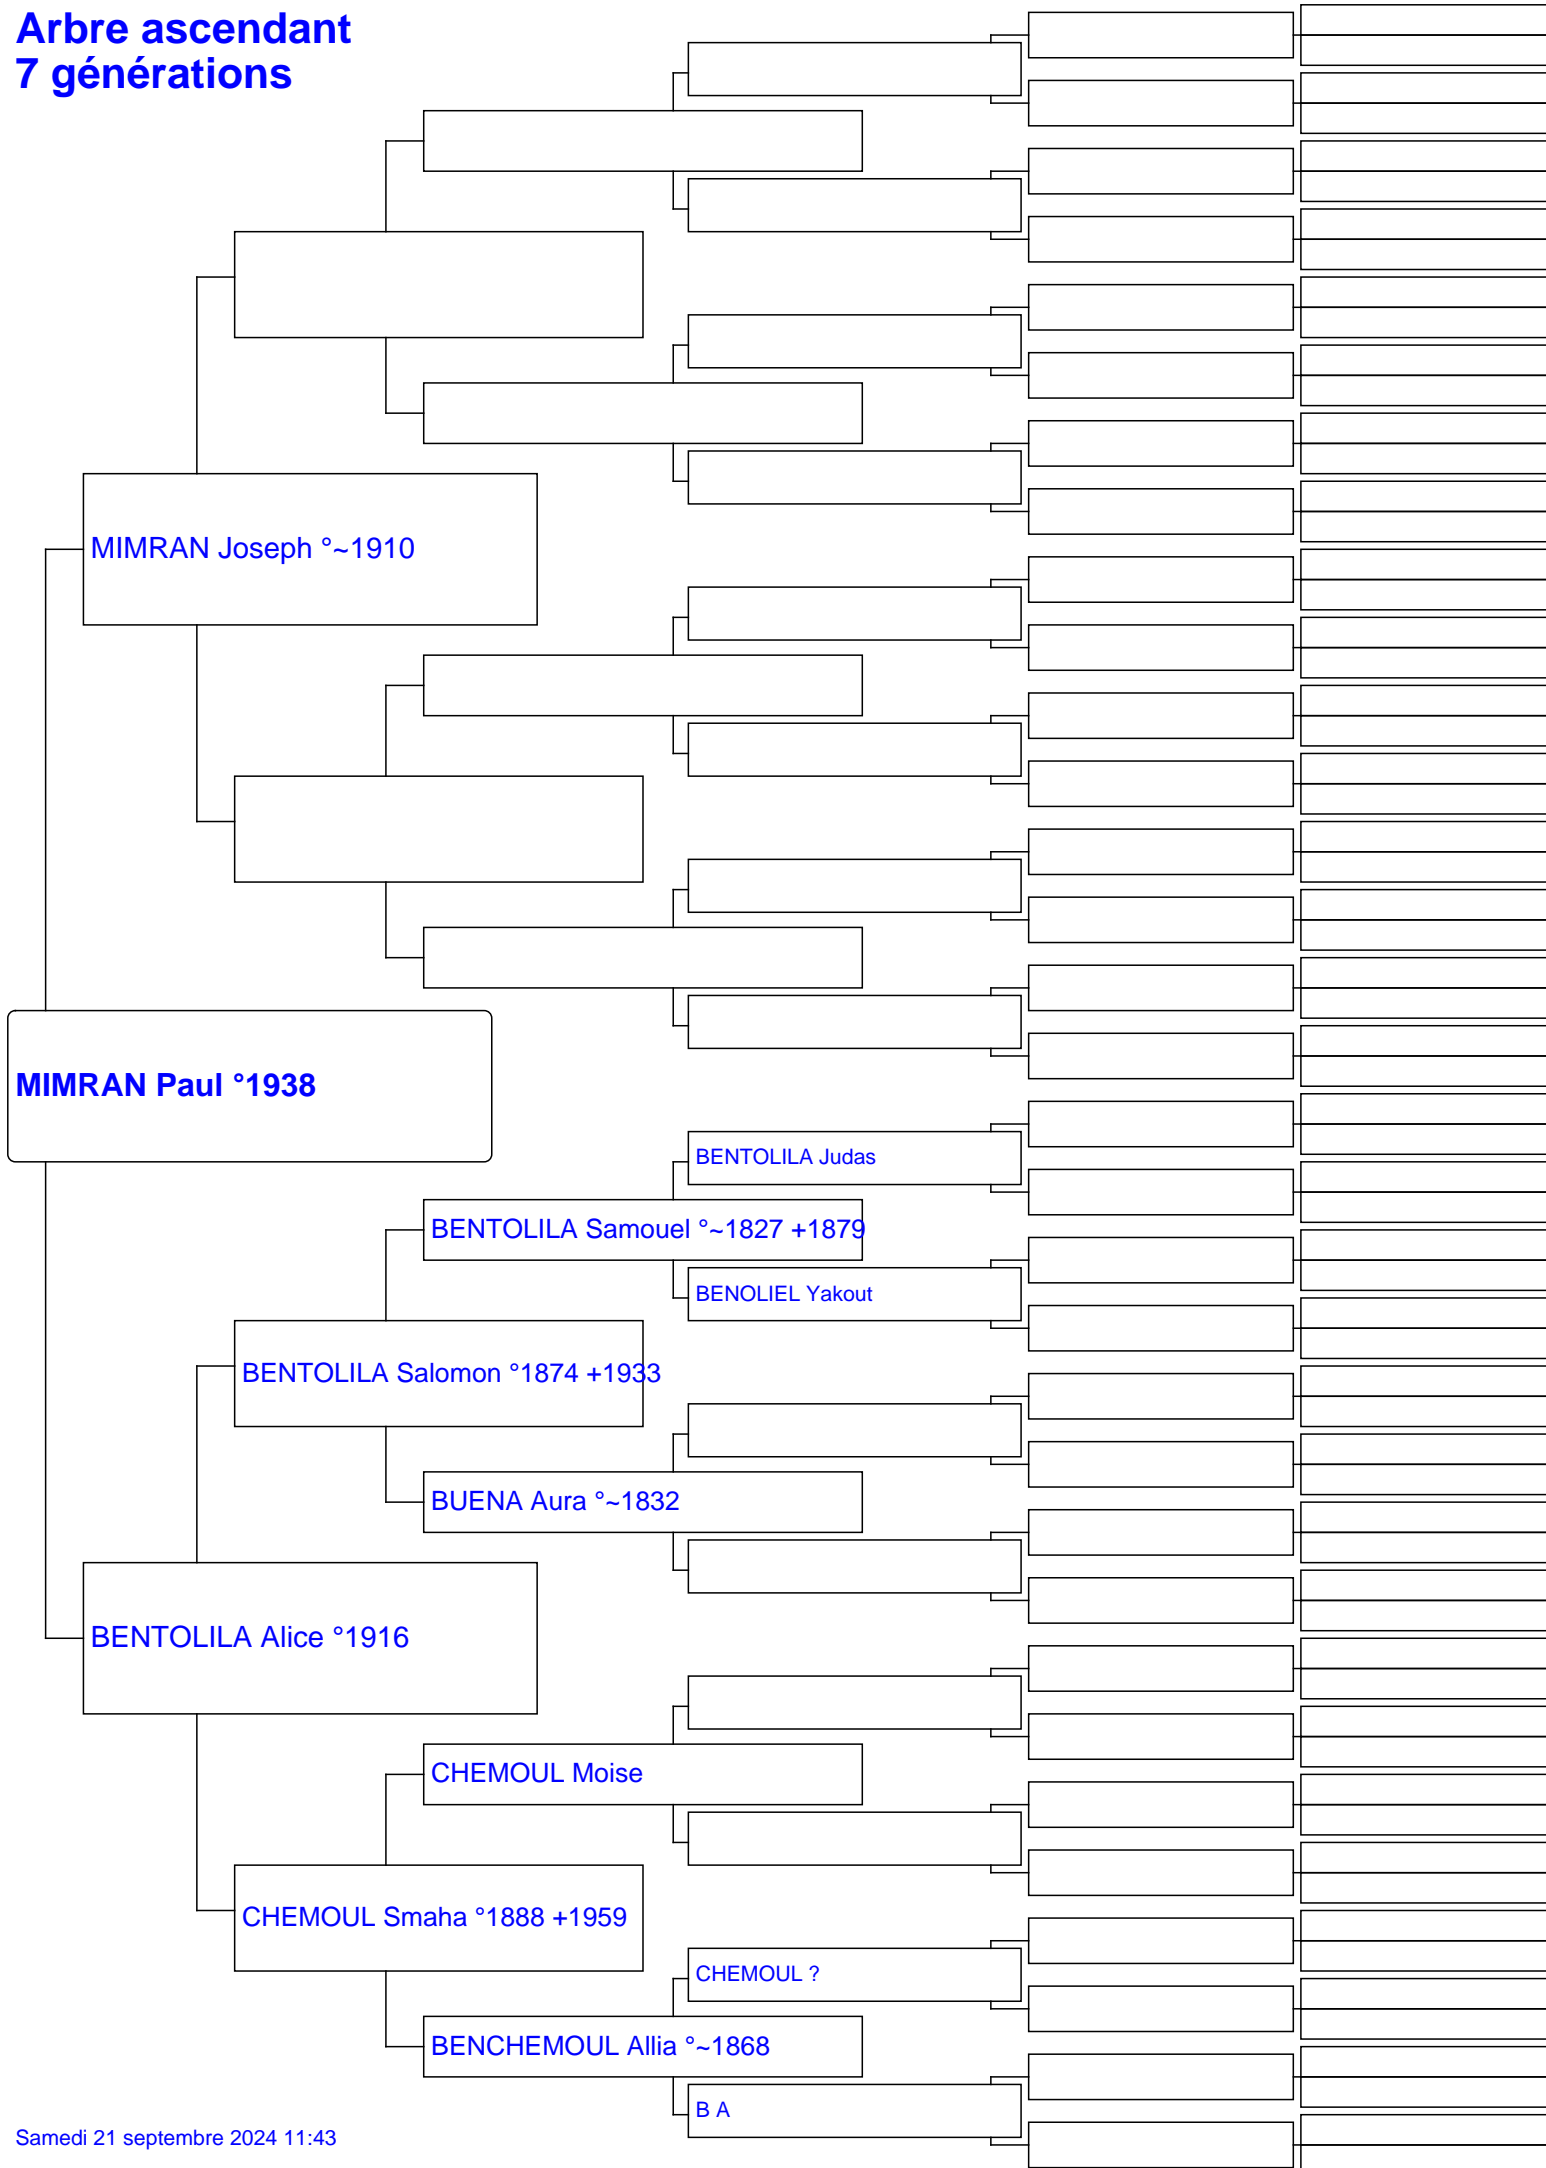 Arbre ascendant
7 générations
MIMRAN Joseph °~1910
MIMRAN Paul °1938
BENTOLILA Judas
BENTOLILA Samouel °~1827 +1879
BENOLIEL Yakout
BENTOLILA Salomon °1874 +1933
BUENA Aura °~1832
BENTOLILA Alice °1916
CHEMOUL Moise
CHEMOUL Smaha °1888 +1959
CHEMOUL ?
BENCHEMOUL Allia °~1868
B A
Samedi 21 septembre 2024 11:43